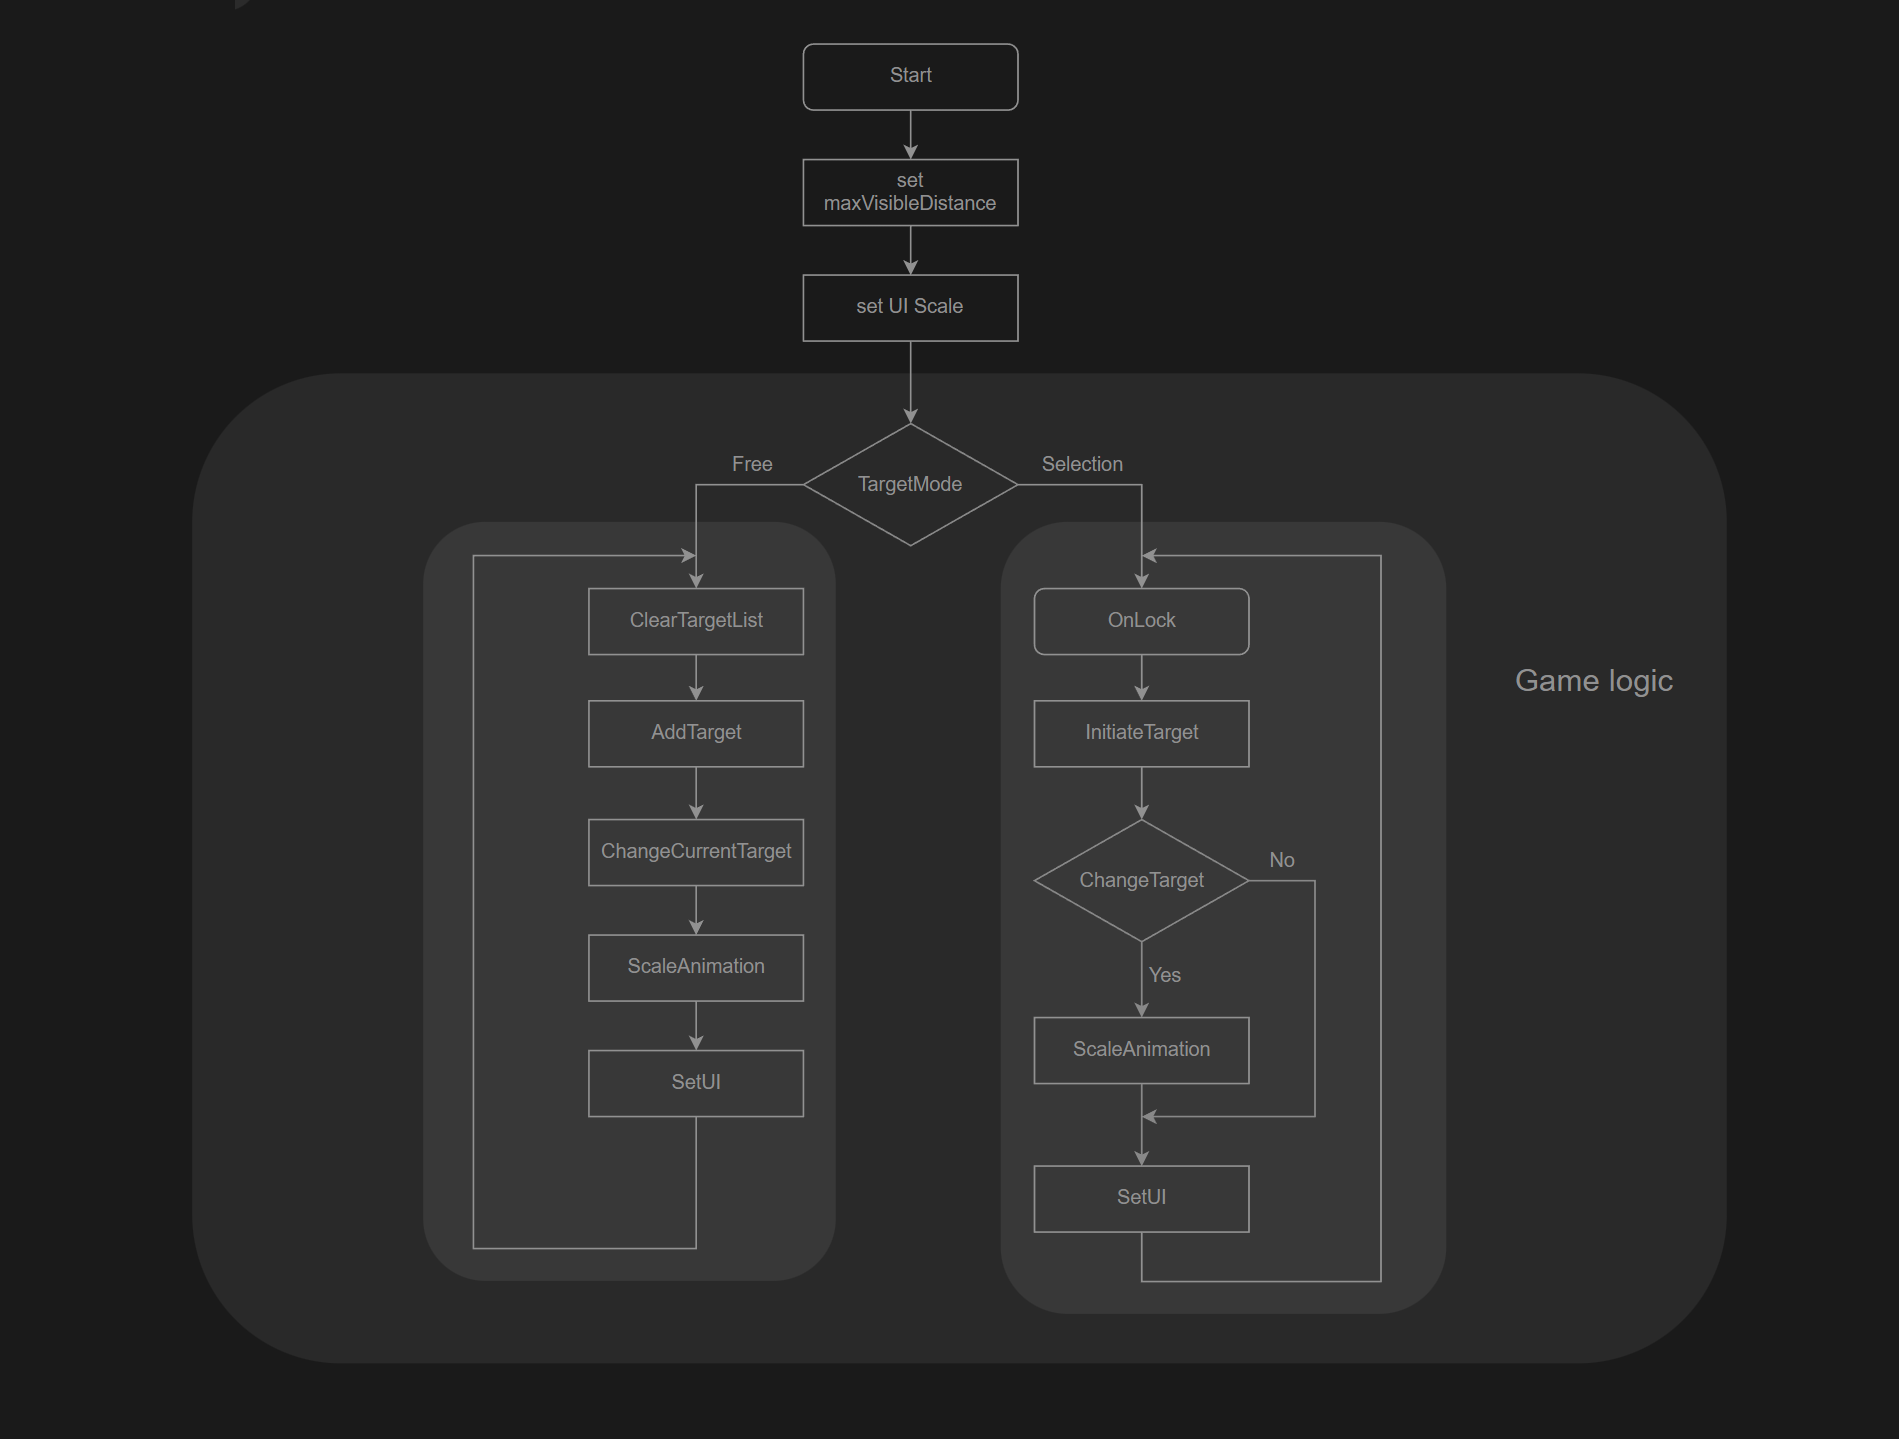 Start
set
maxVisibleDistance
set UI Scale
Free
TargetMode
Selection
ClearTargetList
AddTarget
ChangeCurrentTarget
ScaleAnimation
SetUI
OnLock
InitiateTarget
ChangeTarget
No
Yes
ScaleAnimation
SetUI
Game logic